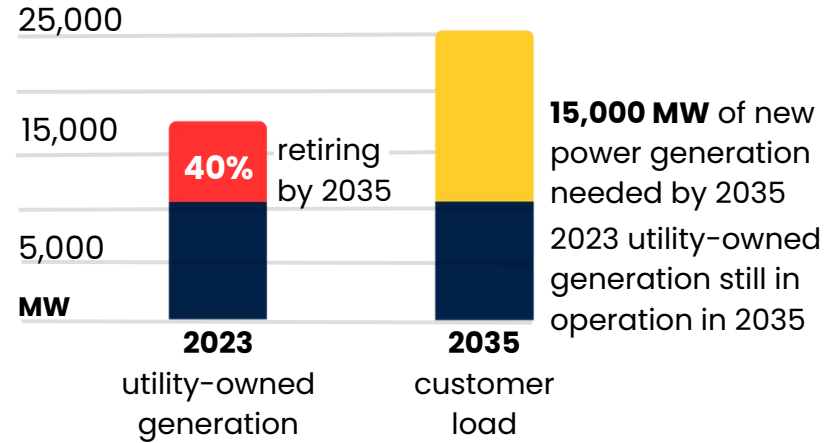 25,000
15,000
5,000
MW
40%
retiring
by 2035
15,000 MW of new
power generation
needed by 2035
2023 utility-owned
generation still in
operation in 2035
2023
utility-owned
generation
2035
customer
load